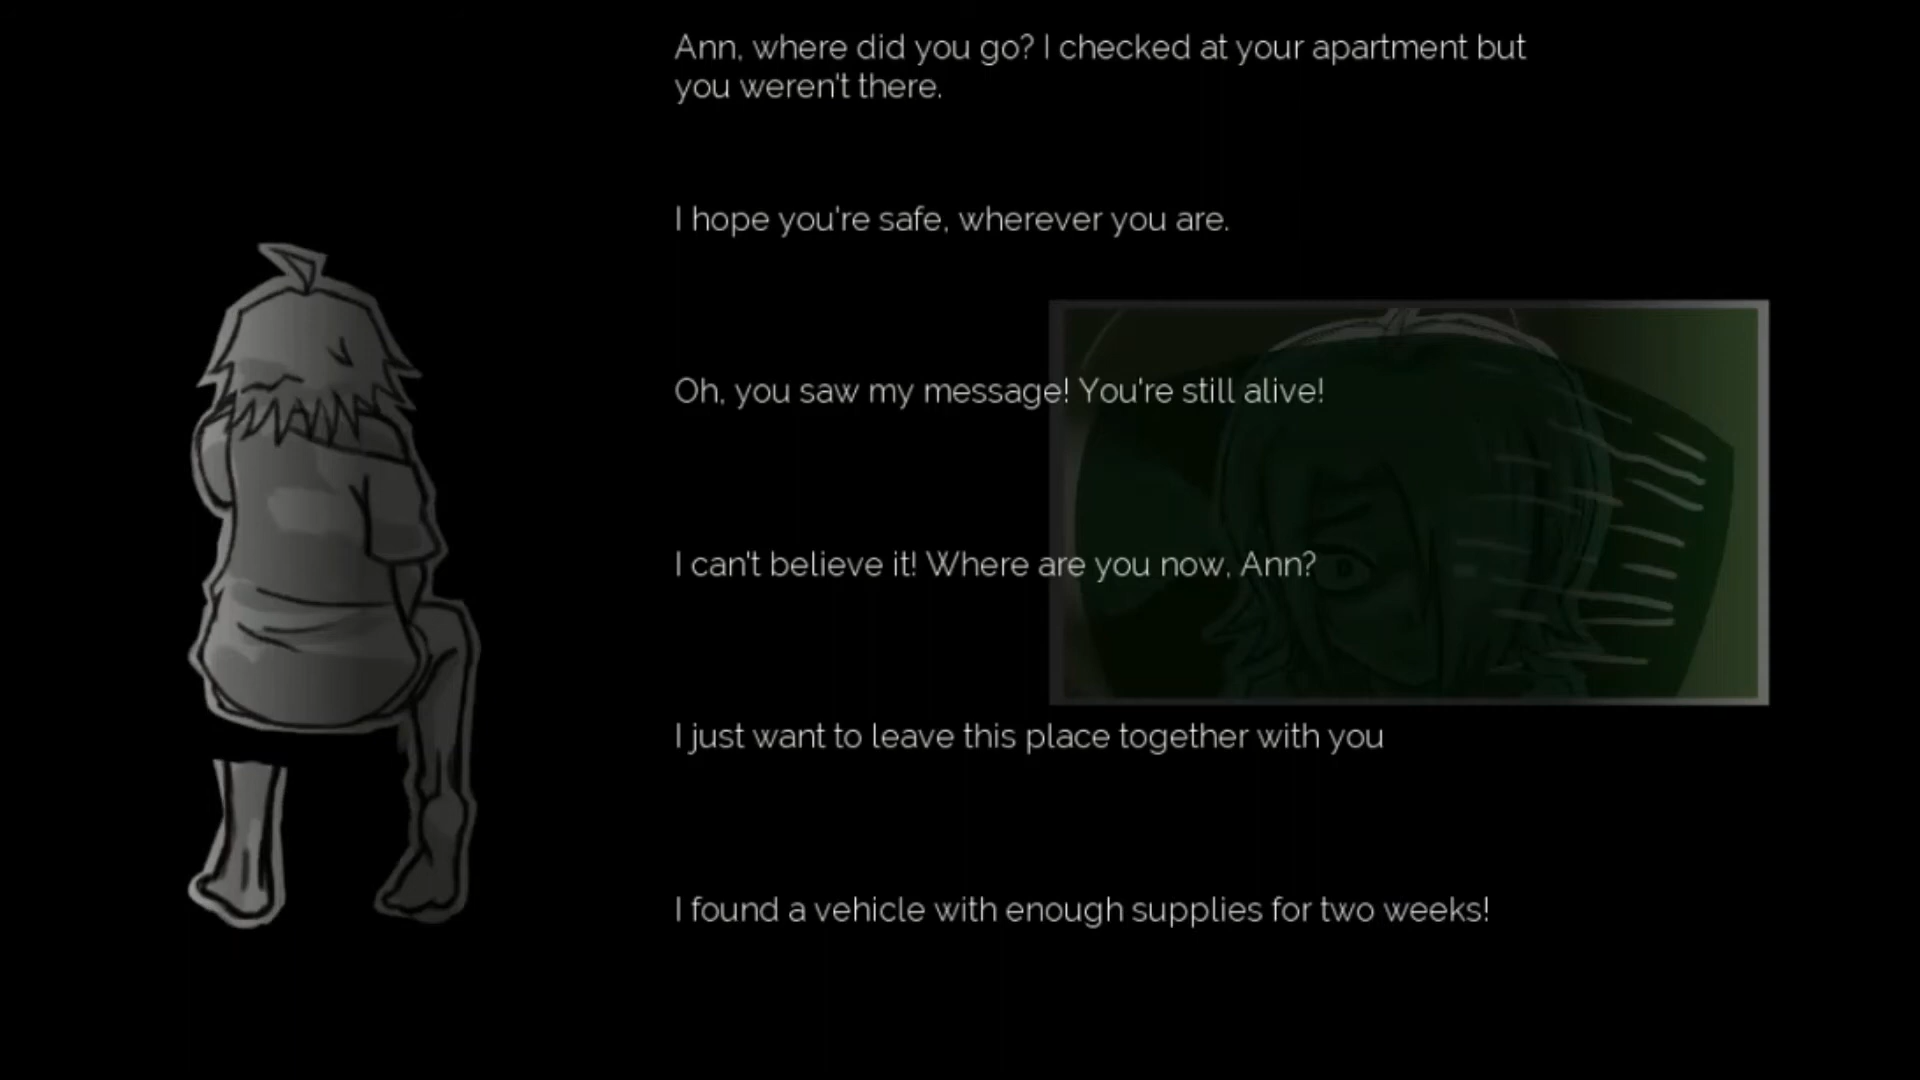 Ann, where did you go? I checked at your apartment but
you weren't there.
I hope you're safe, wherever you are.
Oh, you saw my message! You're still alive!
I can't believe it! Where are you now, Ann?
I just want to leave this place together with you
I found a vehicle with enough supplies for two weeks!